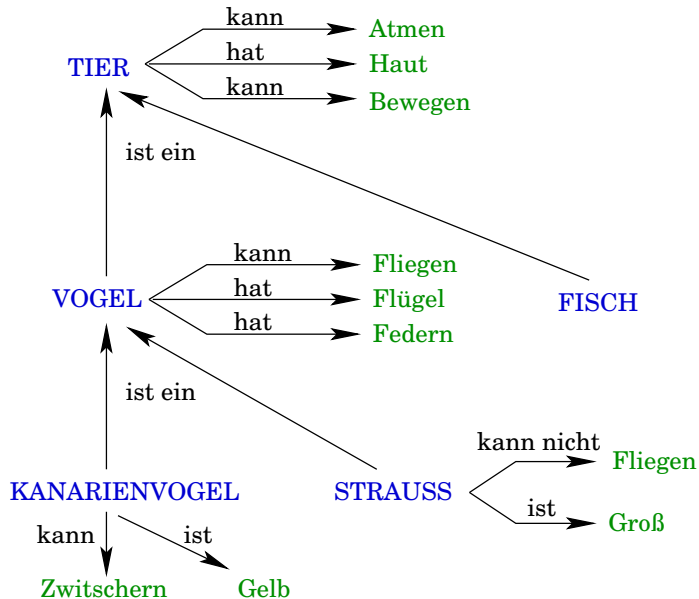 kann Atmen
TIER hat Haut
kann Bewegen
ist ein
kann Fliegen
VOGEL hat Flügel FISCH
hat Federn
ist ein
kann nicht Fliegen
KANARIENVOGEL STRAUSS
ist Groß
kann ist
Zwitschern Gelb